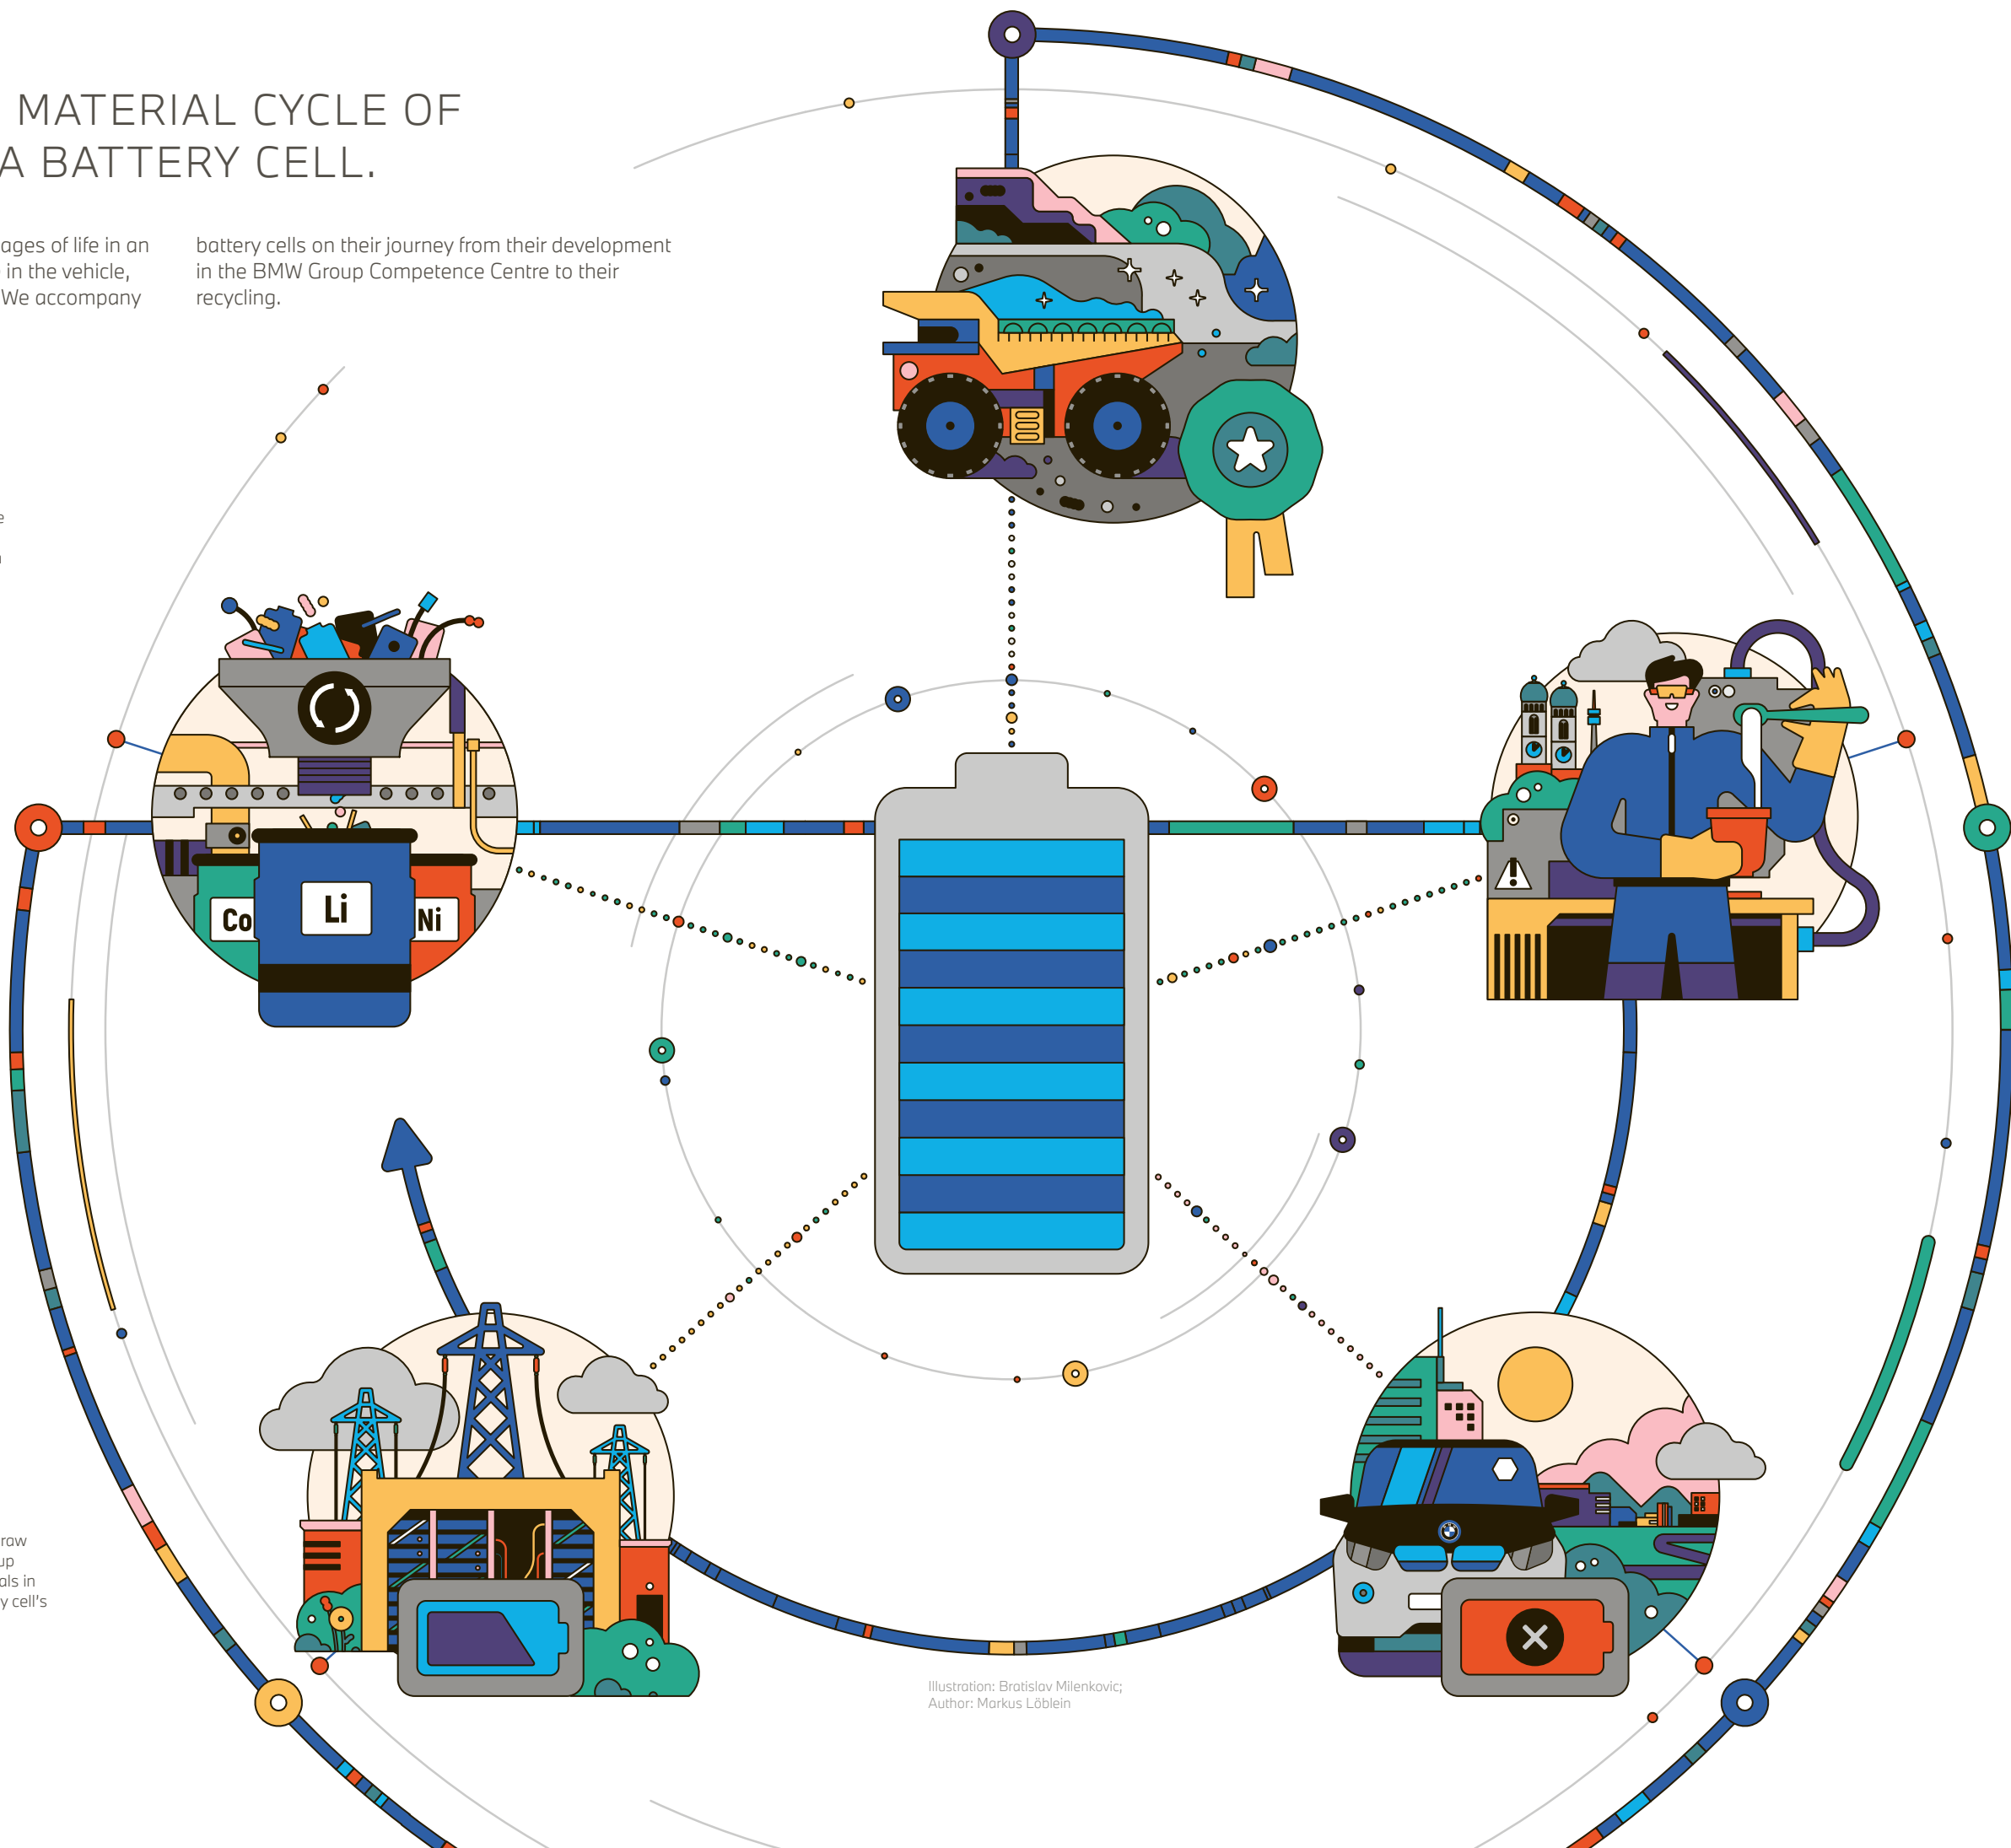 MATERIAL CYCLE OF
A BATTERY CELL.
ages of life in an
in the vehicle,
We accompany
battery cells on their journey from their development
in the BMW Group Competence Centre to their
recycling.
Co
Li
Ni
raw
up
als in
y cell's
Illustration: Bratislav Milenkovic;
Author: Markus Löblein